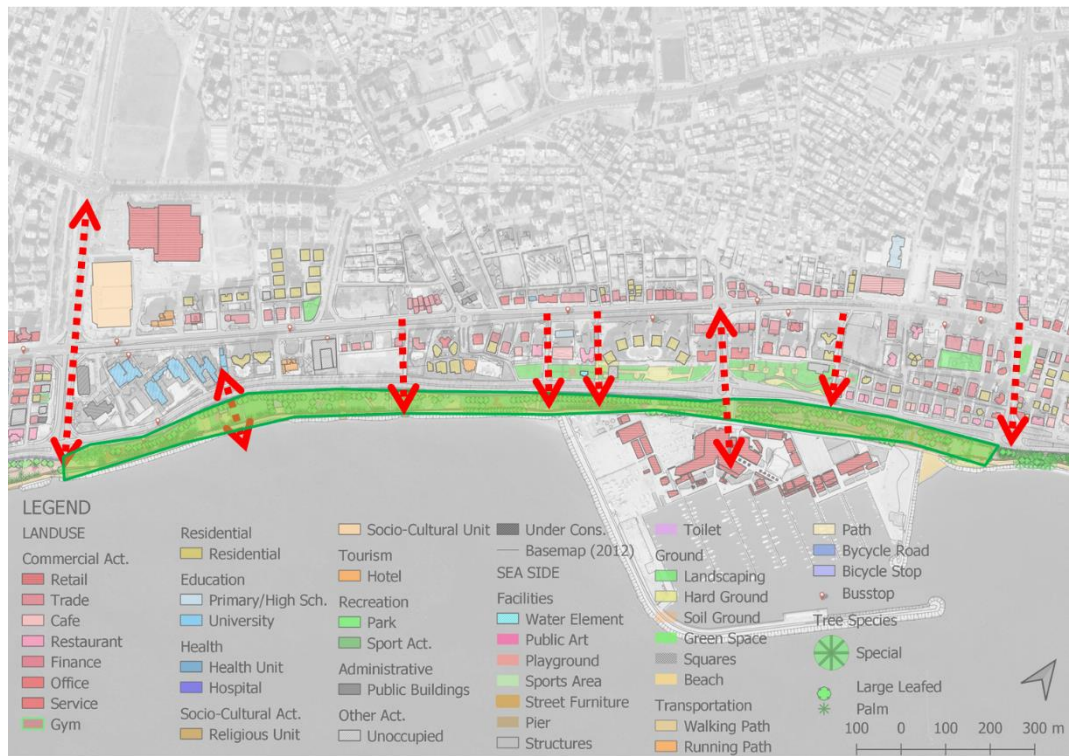 LEGEND
LANDUSE
Commercial Act.
Retail
Trade
Cafe
Restaurant
Finance
Office
Service
Gym
Residential
Residential
Education
Primary/High Sch.
University
Health
Health Unit
Hospital
Socio-Cultural Act.
Religious Unit
Socio-Cultural Unit
Tourism
Hotel
Recreation
Park
Sport Act.
Administrative
Public Buildings
Other Act.
Unoccupied
Under Cons.
Basemap (2012)
SEA SIDE
Facilities
Water Element
Public Art
Playground
Sports Area
Street Furniture
Pier
Structures
Toilet
Ground
Landscaping
Hard Ground
Soil Ground
Green Space
Squares
Beach
Transportation
Walking Path
Running Path
Path
Bycycle Road
Bicycle Stop
Busstop
Tree Species
Special
Large Leafed
Palm
100 0 100 200 300 m